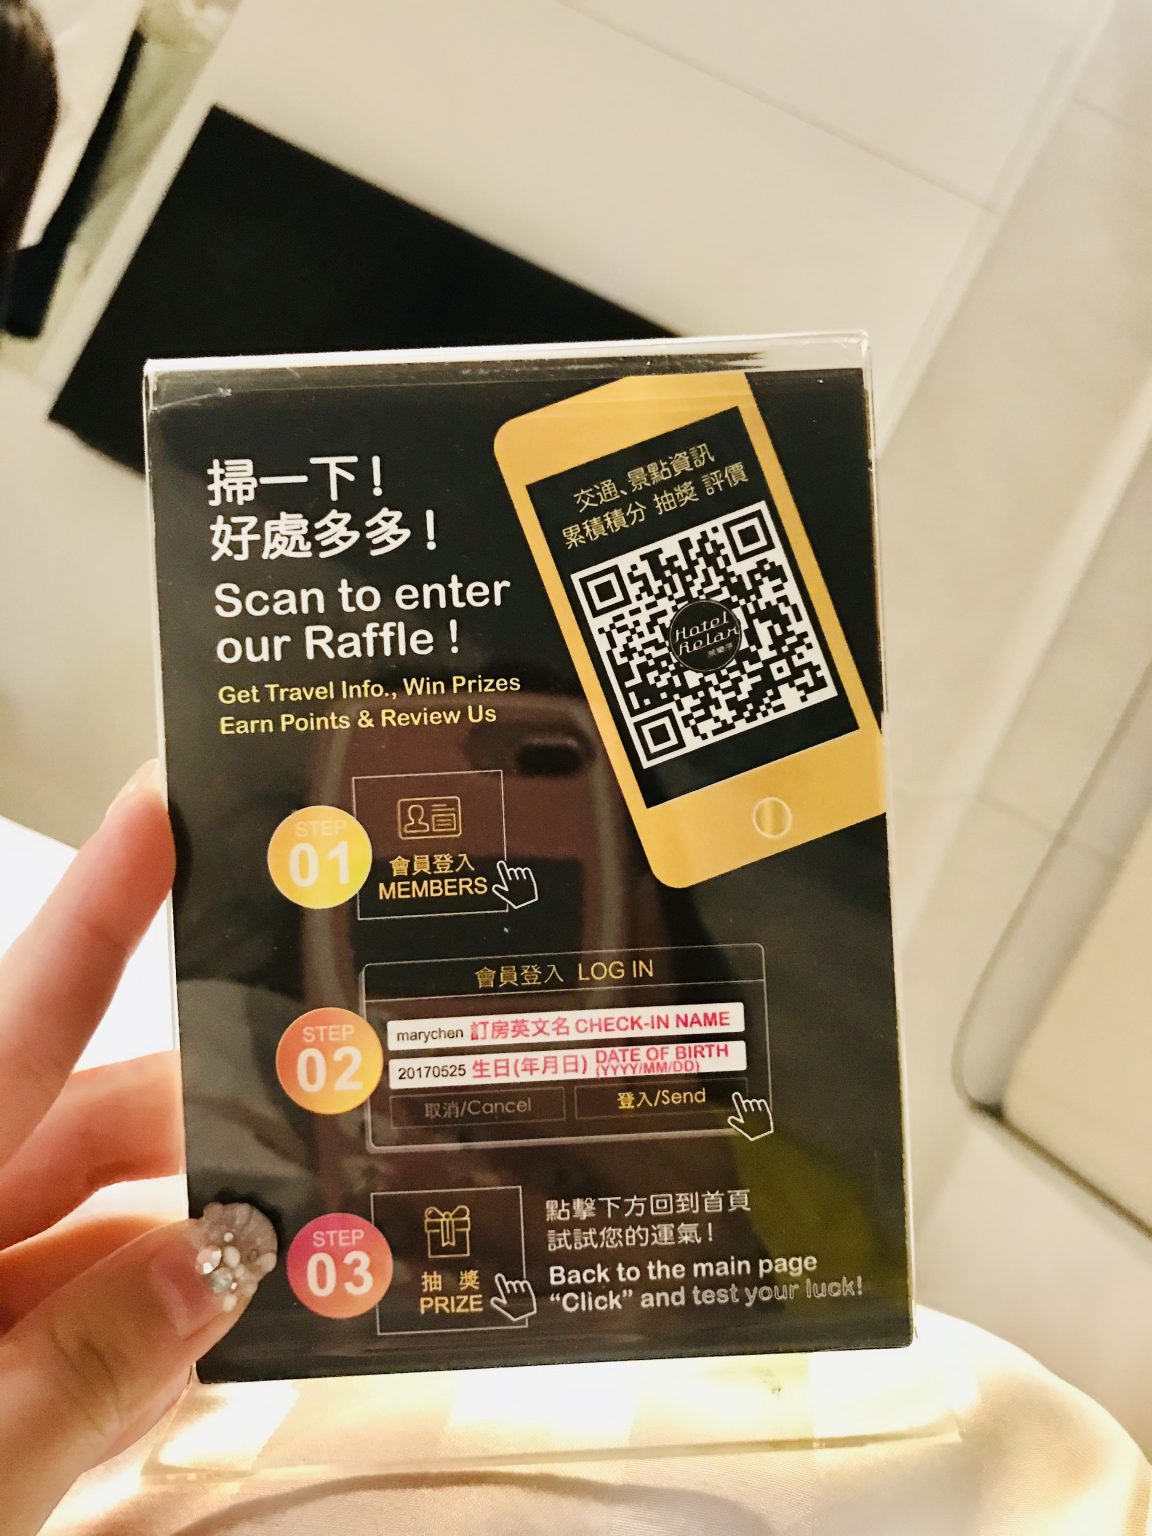 掃一下！
好處多多！
Scan to enter
our Raffle !
Get Travel Info., Win Prizes
Earn Points & Review Us
交通、景點資訊
累積積分 抽獎 評價
Hotel
Relax
STEP
01
會員登入
MEMBERS
會員登入 LOG IN
STEP
02
marychen 訂房英文名 CHECK-IN NAME
20170525 生日(年月日) DATE OF BIRTH
(YYYY/MM/DD)
取消/Cancel
登入/Send
STEP
03
抽 獎
PRIZE
點擊下方回到首頁
試試您的運氣！
Back to the main page
“Click” and test your luck!